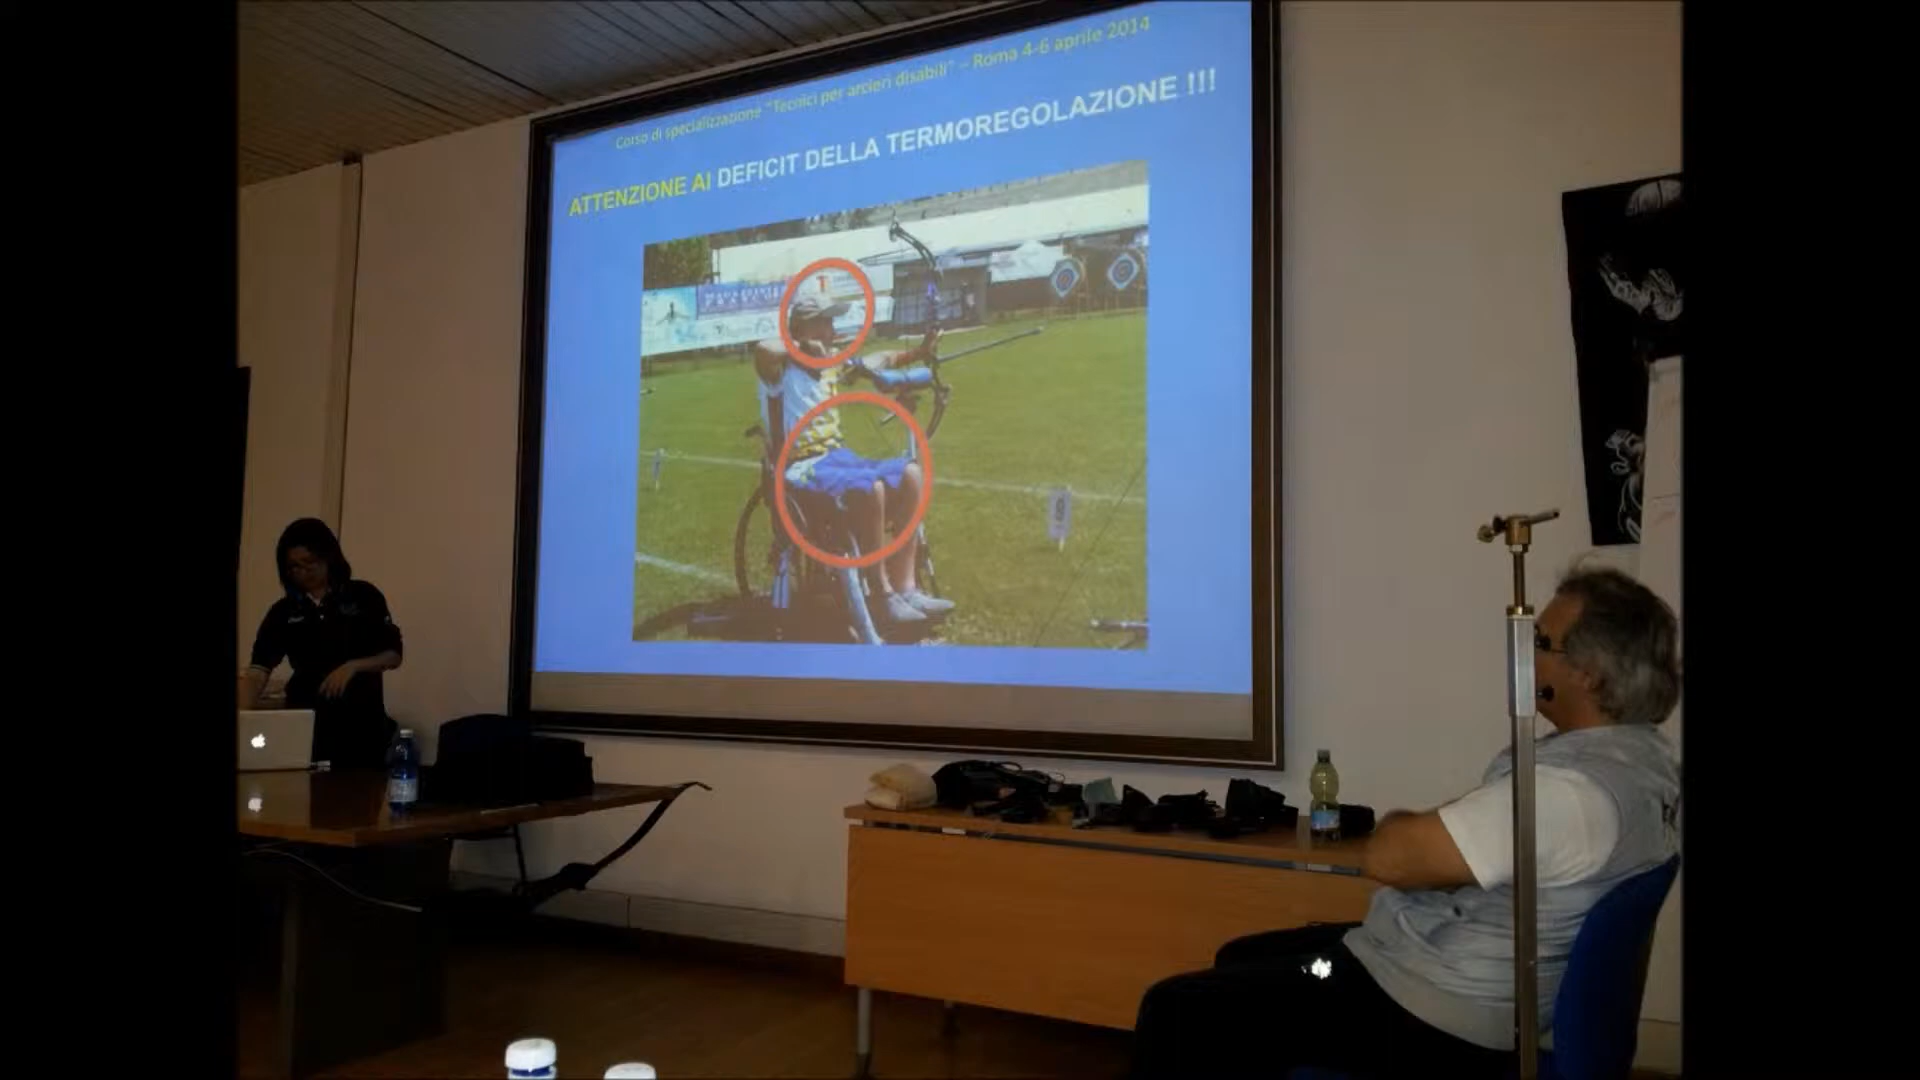 Corso di specializzazione "Tecnici per arcieri disabili" – Roma 4-6 aprile 2014
ATTENZIONE AI DEFICIT DELLA TERMOREGOLAZIONE !!!